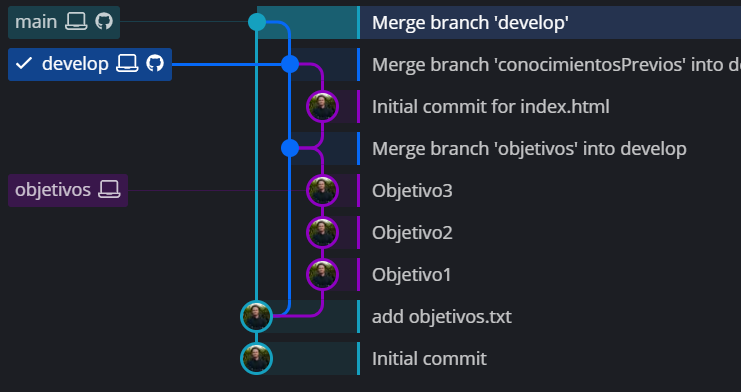 main Merge branch 'develop'
develop Merge branch 'conocimientosPrevios' into de
Initial commit for index.html
Merge branch 'objetivos' into develop
objetivos Objetivo3
Objetivo2
Objetivo1
add objetivos.txt
Initial commit